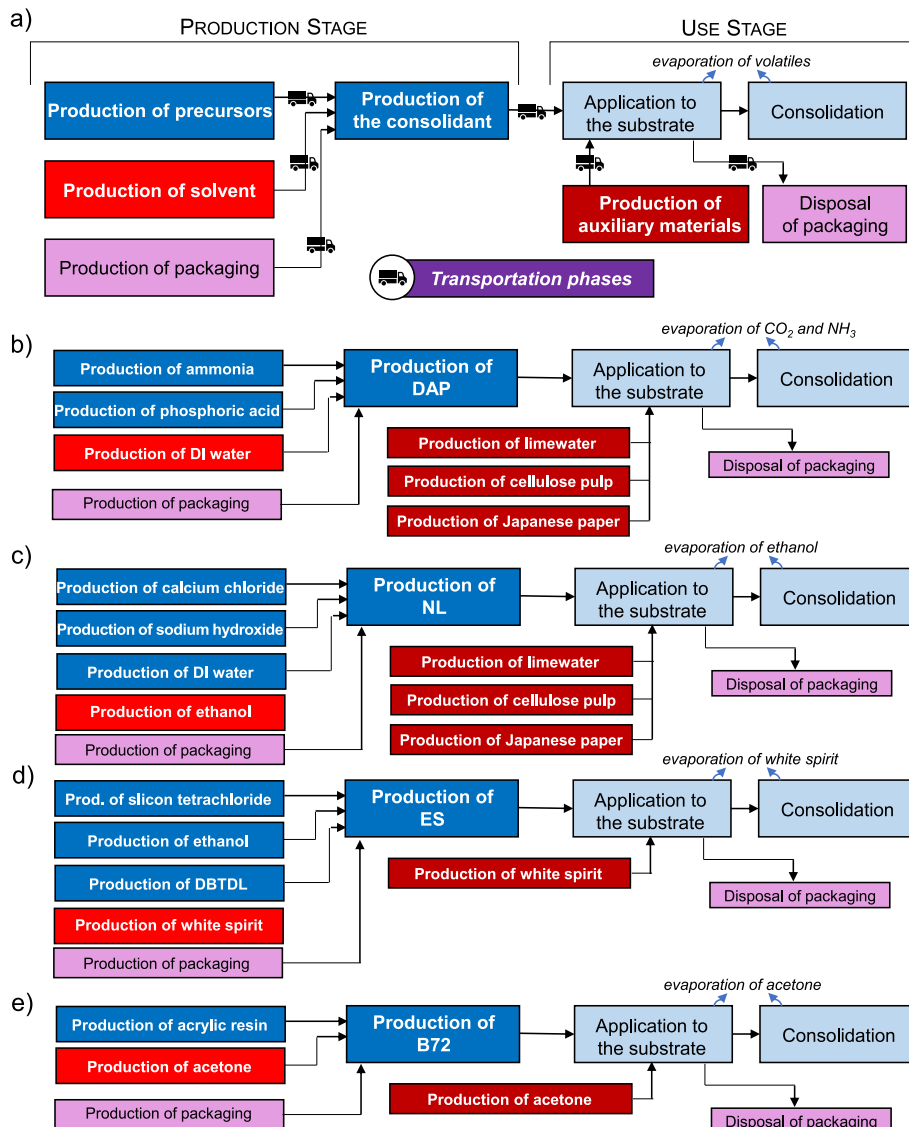 a)
PRODUCTION STAGE
USE STAGE
evaporation of volatiles
Production of precursors
Production of
the consolidant
Application to
the substrate
Consolidation
Production of solvent
Production of
auxiliary materials
Disposal
of packaging
Production of packaging
Transportation phases
b)
evaporation of CO2 and NH3
Production of ammonia
Production of phosphoric acid
Production of DI water
Production of packaging
Production of
DAP
Application to
the substrate
Consolidation
Production of limewater
Production of cellulose pulp
Production of Japanese paper
Disposal of packaging
c)
evaporation of ethanol
Production of calcium chloride
Production of sodium hydroxide
Production of DI water
Production of ethanol
Production of packaging
Production of
NL
Application to
the substrate
Consolidation
Production of limewater
Production of cellulose pulp
Production of Japanese paper
Disposal of packaging
d)
evaporation of white spirit
Prod. of silicon tetrachloride
Production of ethanol
Production of DBTDL
Production of white spirit
Production of packaging
Production of
ES
Application to
the substrate
Consolidation
Production of white spirit
Disposal of packaging
e)
evaporation of acetone
Production of acrylic resin
Production of acetone
Production of packaging
Production of
B72
Application to
the substrate
Consolidation
Production of acetone
Disposal of packaging